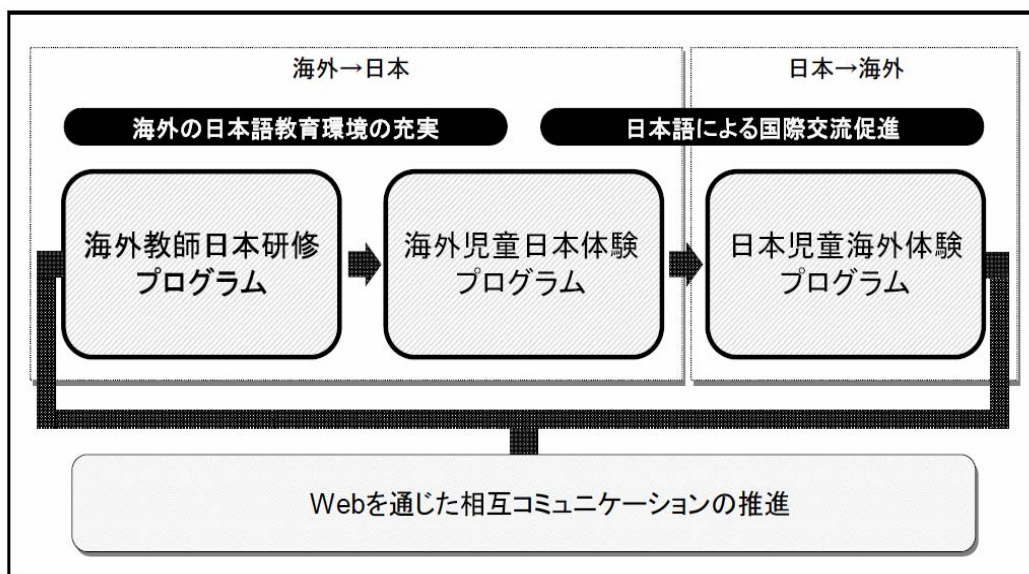 海外→日本
日本→海外
海外の日本語教育環境の充実
日本語による国際交流促進
海外教師日本研修
プログラム
海外児童日本体験
プログラム
日本児童海外体験
プログラム
Webを通じた相互コミュニケーションの推進